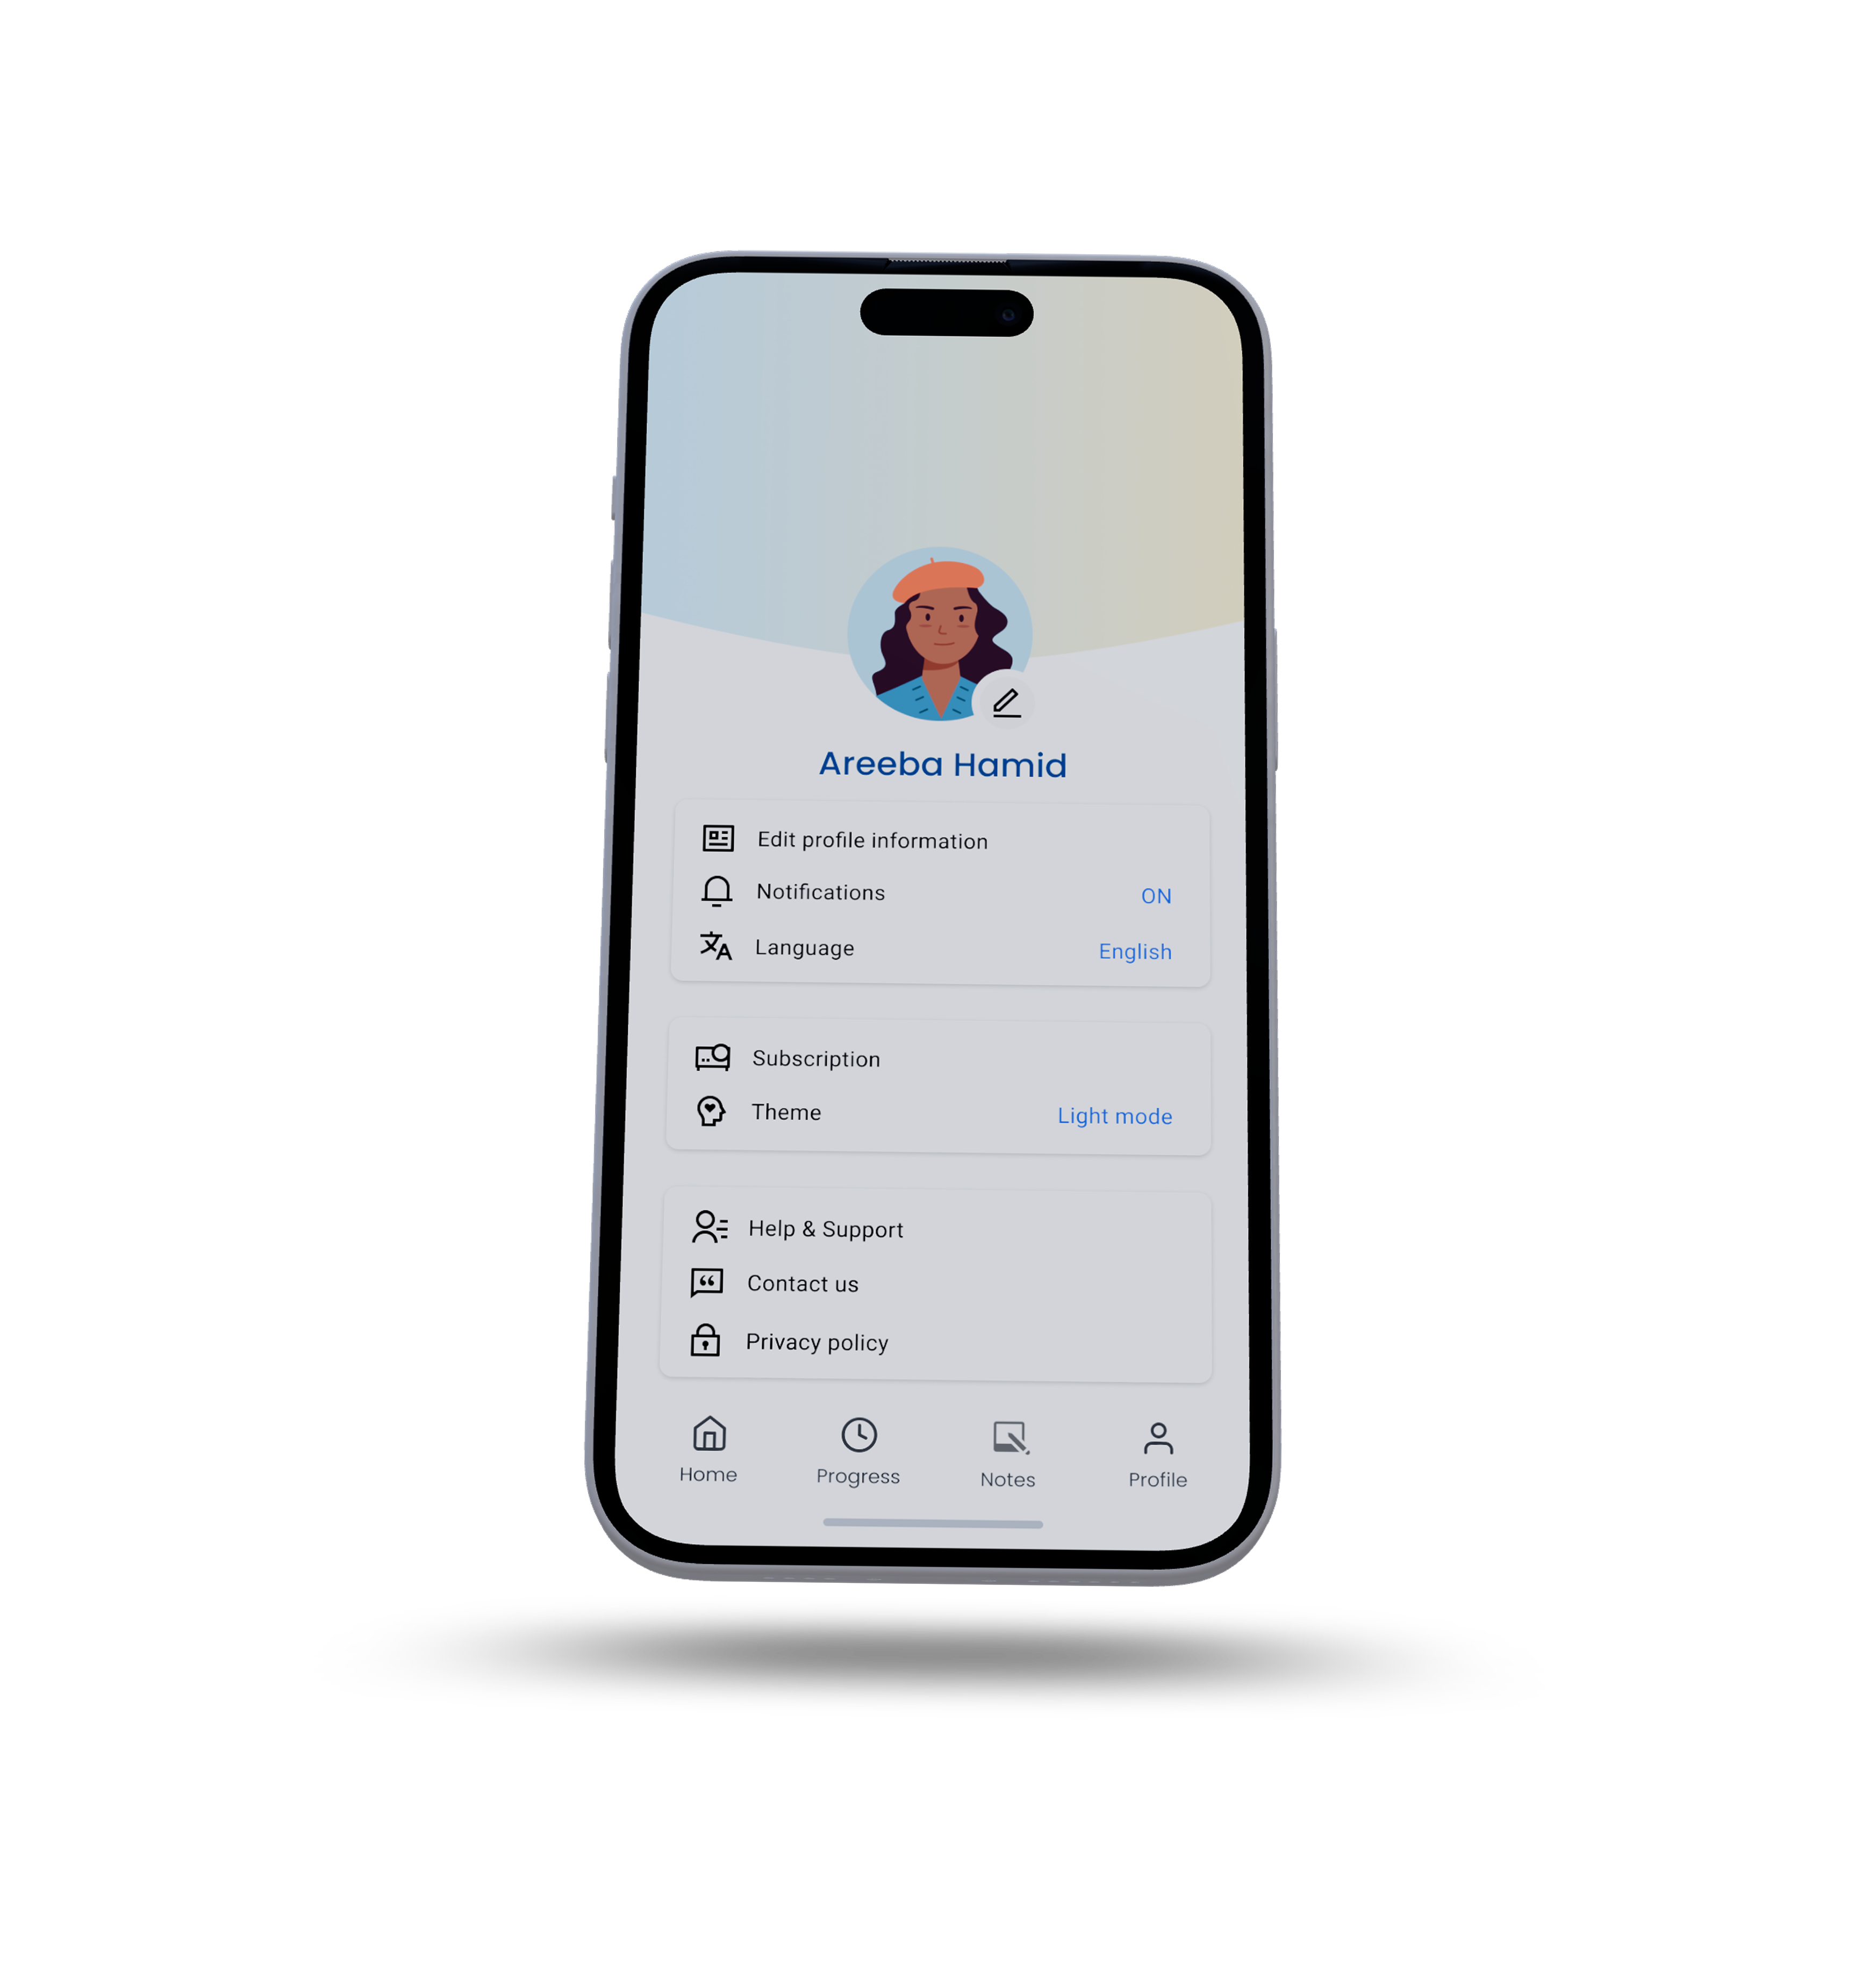 Areeba Hamid
Edit profile information
Notifications ON
Language English
Subscription
Theme Light mode
Help & Support
Contact us
Privacy policy
Home Progress Notes Profile